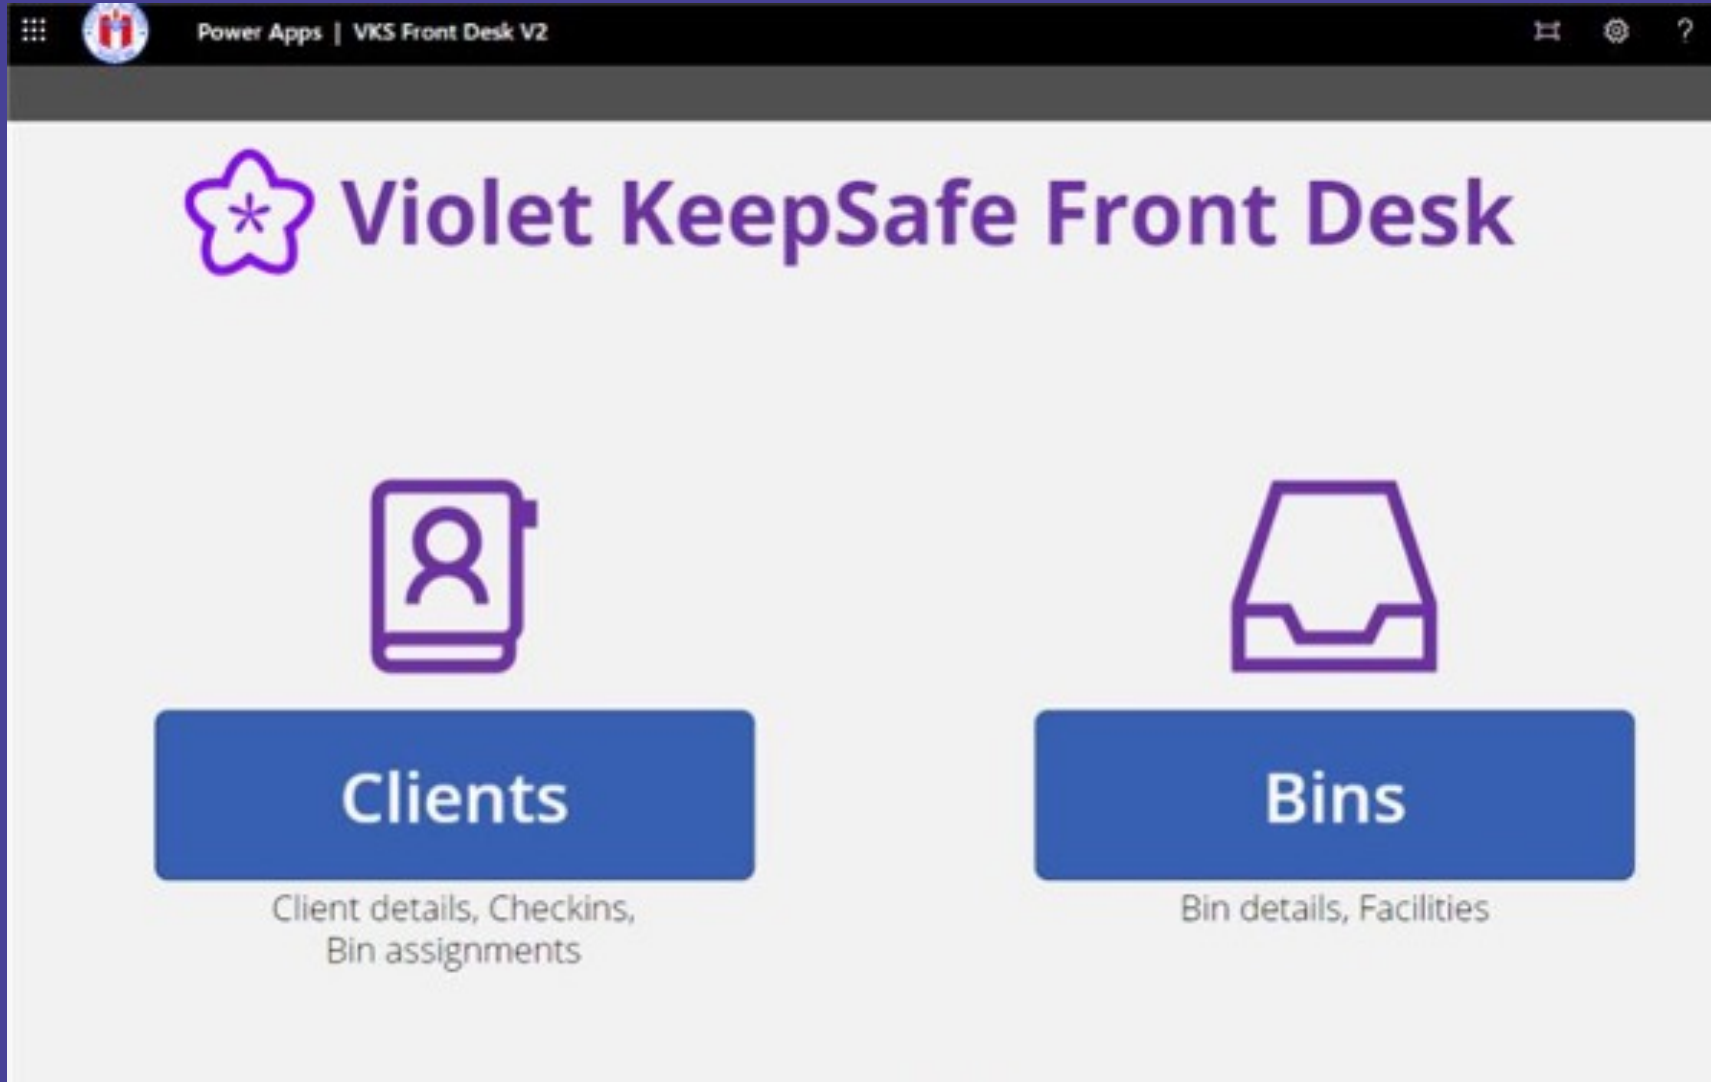 Power Apps | VKS Front Desk V2
?
Violet KeepSafe Front Desk
Clients
Bins
Client details, Checkins,
Bin assignments
Bin details, Facilities